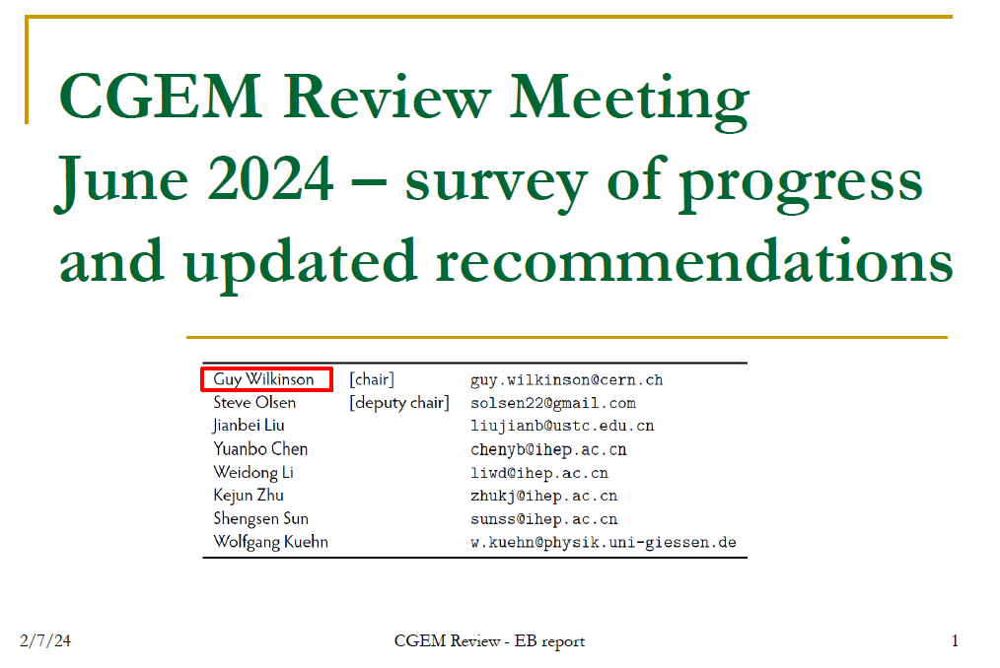 CGEM Review Meeting
June 2024 – survey of progress
and updated recommendations
Guy Wilkinson [chair] guy.wilkinson@cern.ch
Steve Olsen [deputy chair] solsen22@gmail.com
Jianbei Liu liujianb@ustc.edu.cn
Yuanbo Chen chenyb@ihep.ac.cn
Weidong Li liwd@ihep.ac.cn
Kejun Zhu zhukj@ihep.ac.cn
Shengsen Sun sunss@ihep.ac.cn
Wolfgang Kuehn w.kuehn@physik.uni-giessen.de
2/7/24 CGEM Review - EB report 1